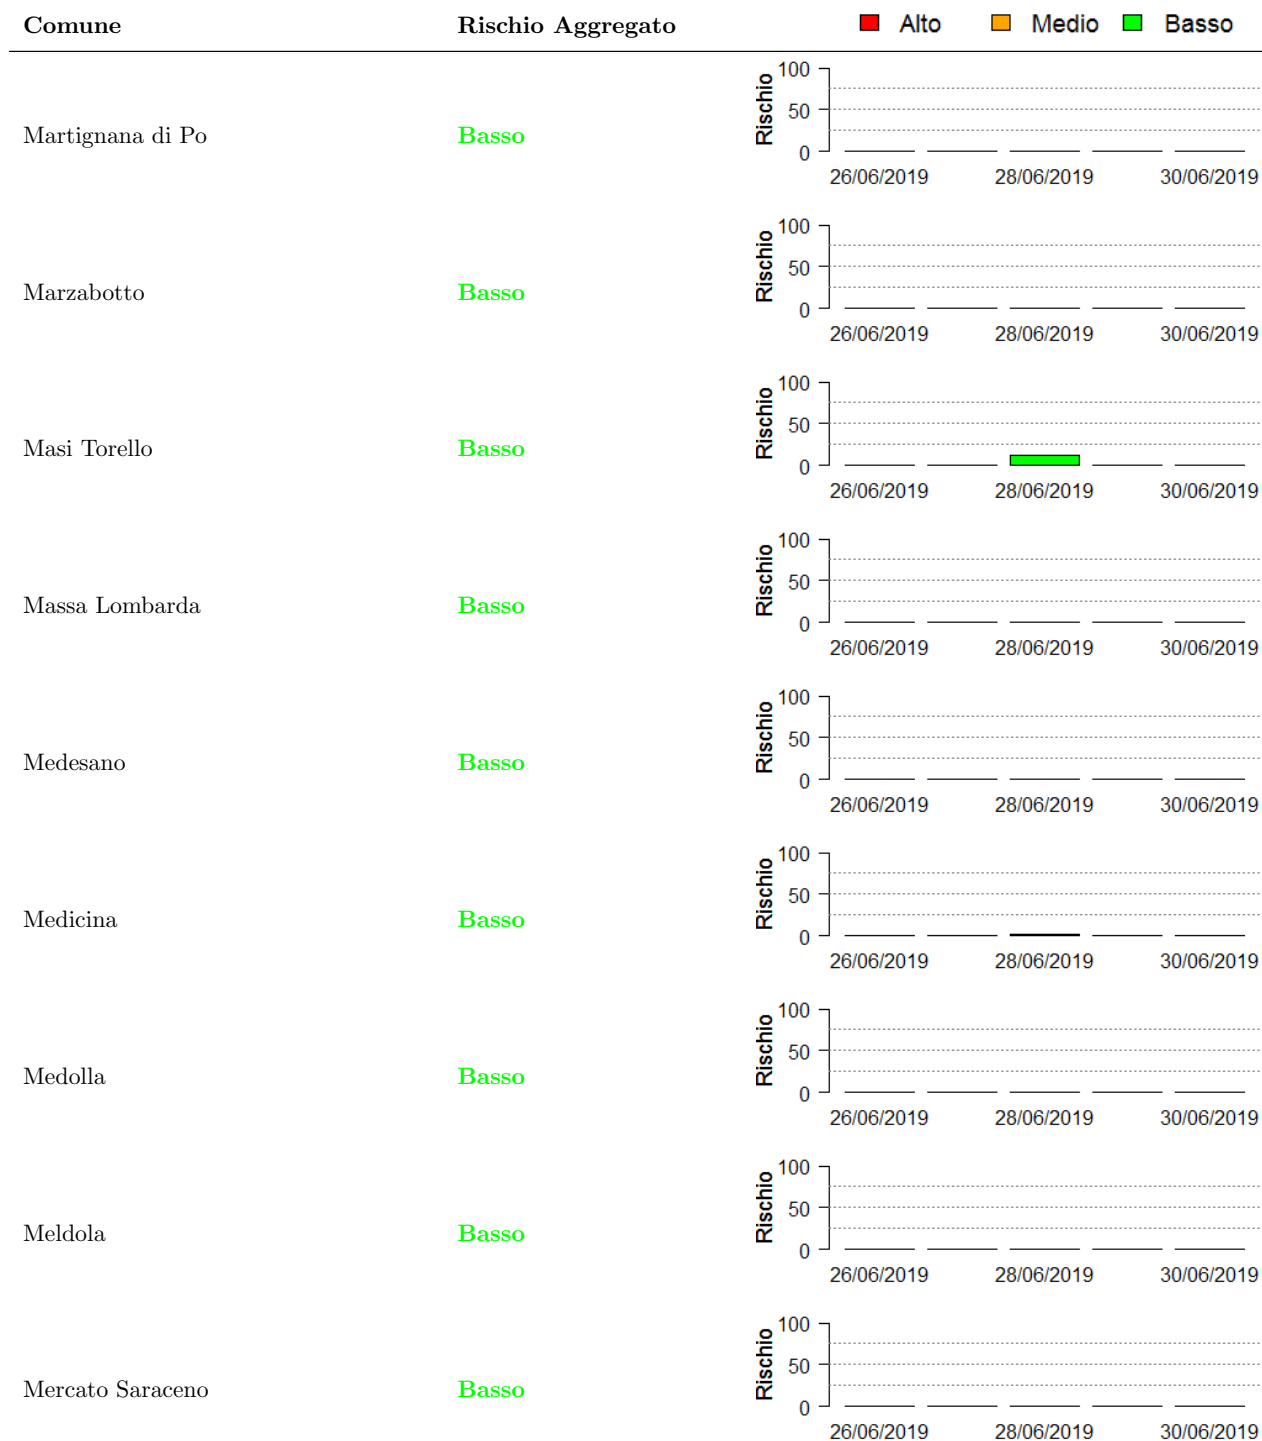 Comune Rischio Aggregato Alto Medio Basso
Martignana di Po Basso Rischio 100 50 0
26/06/2019 28/06/2019 30/06/2019
Marzabotto Basso Rischio 100 50 0
26/06/2019 28/06/2019 30/06/2019
Masi Torello Basso Rischio 100 50 0
26/06/2019 28/06/2019 30/06/2019
Massa Lombarda Basso Rischio 100 50 0
26/06/2019 28/06/2019 30/06/2019
Medesano Basso Rischio 100 50 0
26/06/2019 28/06/2019 30/06/2019
Medicina Basso Rischio 100 50 0
26/06/2019 28/06/2019 30/06/2019
Medolla Basso Rischio 100 50 0
26/06/2019 28/06/2019 30/06/2019
Meldola Basso Rischio 100 50 0
26/06/2019 28/06/2019 30/06/2019
Mercato Saraceno Basso Rischio 100 50 0
26/06/2019 28/06/2019 30/06/2019